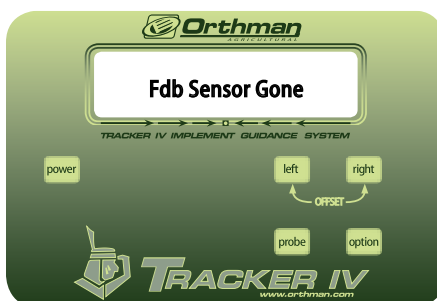 Orthman
AGRICULTURAL
Fdb Sensor Gone
TRACKER IV IMPLEMENT GUIDANCE SYSTEM
power
left
right
OFFSET
probe
option
TRACKER IV
www.orthman.com